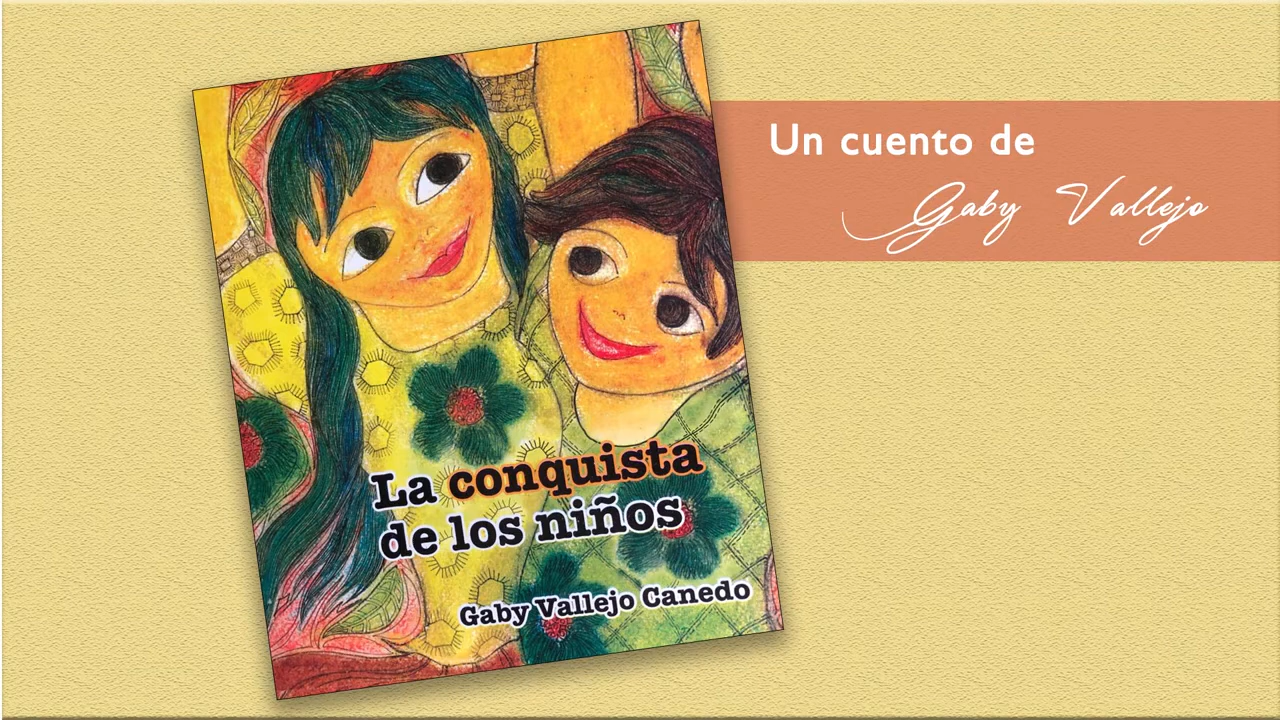 La conquista
de los niños
Gaby Vallejo Canedo
Un cuento de
Gaby Vallejo